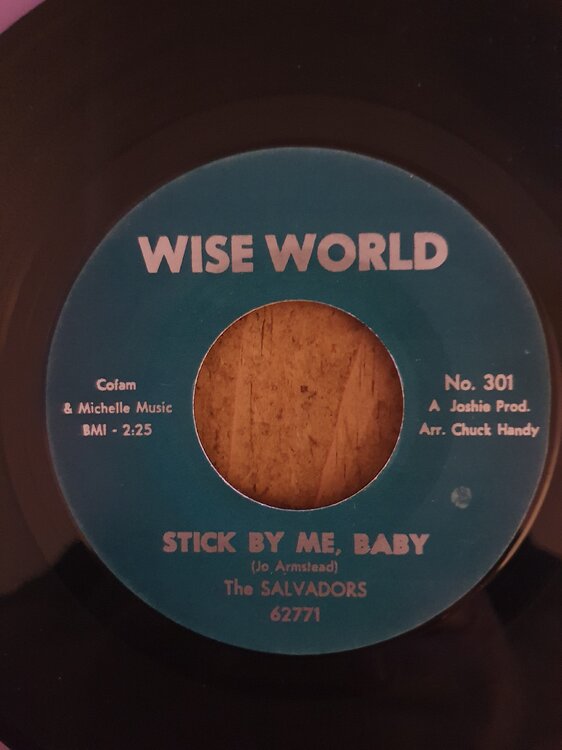 WISE WORLD
Cofam
& Michelle Music
BMI - 2:25
No. 301
A Joshie Prod.
Arr. Chuck Handy
STICK BY ME, BABY
(Jo Armstead)
The SALVADORS
62771